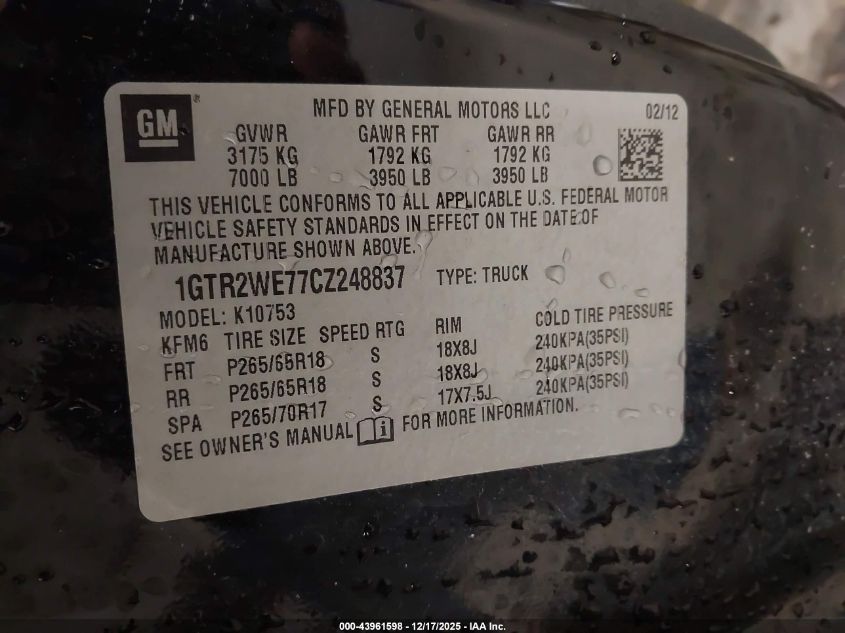 GM®
MFD BY GENERAL MOTORS LLC 02/12
GVWR GAWR FRT GAWR RR
3175 KG 1792 KG 1792 KG
7000 LB 3950 LB 3950 LB
THIS VEHICLE CONFORMS TO ALL APPLICABLE U.S. FEDERAL MOTOR
VEHICLE SAFETY STANDARDS IN EFFECT ON THE DATE OF
MANUFACTURE SHOWN ABOVE.
1GTR2WE77CZ248837 TYPE: TRUCK
MODEL: K10753
KFM6 TIRE SIZE SPEED RTG RIM COLD TIRE PRESSURE
FRT P265/65R18 S 18X8J 240KPA(35PSI)
RR P265/65R18 S 18X8J 240KPA(35PSI)
SPA P265/70R17 S 17X7.5J 240KPA(35PSI)
SEE OWNER'S MANUAL i FOR MORE INFORMATION.
000-43961598 - 12/17/2025 - IAA Inc.